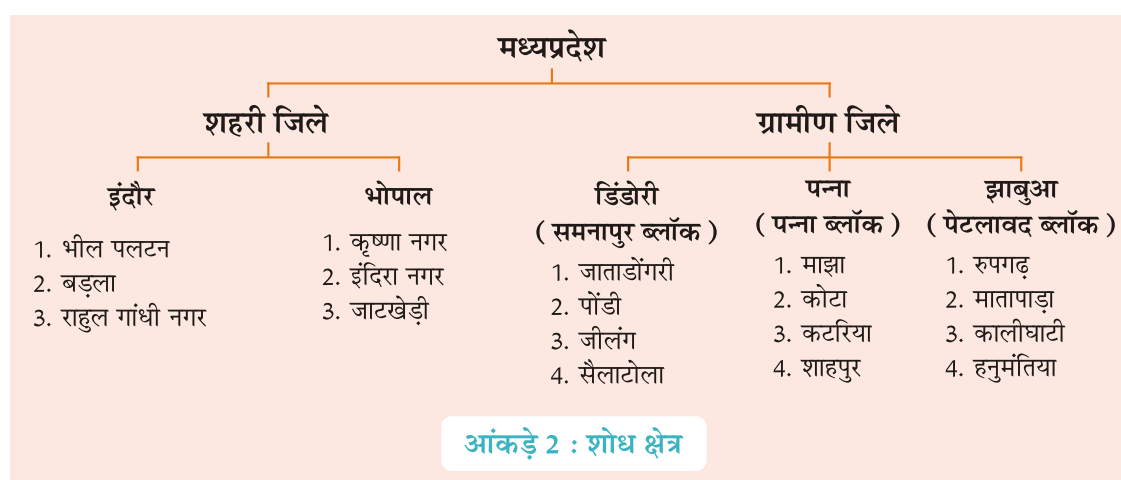 मध्यप्रदेश
शहरी जिले
ग्रामीण जिले
इंदौर
1. भील पलटन
2. बड़ला
3. राहुल गांधी नगर
भोपाल
1. कृष्णा नगर
2. इंदिरा नगर
3. जाटखेड़ी
डिंडोरी
( समनापुर ब्लॉक )
1. जाताडोंगरी
2. पोंडी
3. जीलंग
4. सैलाटोला
पन्ना
( पन्ना ब्लॉक )
1. माझा
2. कोटा
3. कटरिया
4. शाहपुर
झाबुआ
( पेटलावद ब्लॉक )
1. रुपगढ़
2. मातापाड़ा
3. कालीघाटी
4. हनुमंतिया
आंकड़े 2 : शोध क्षेत्र